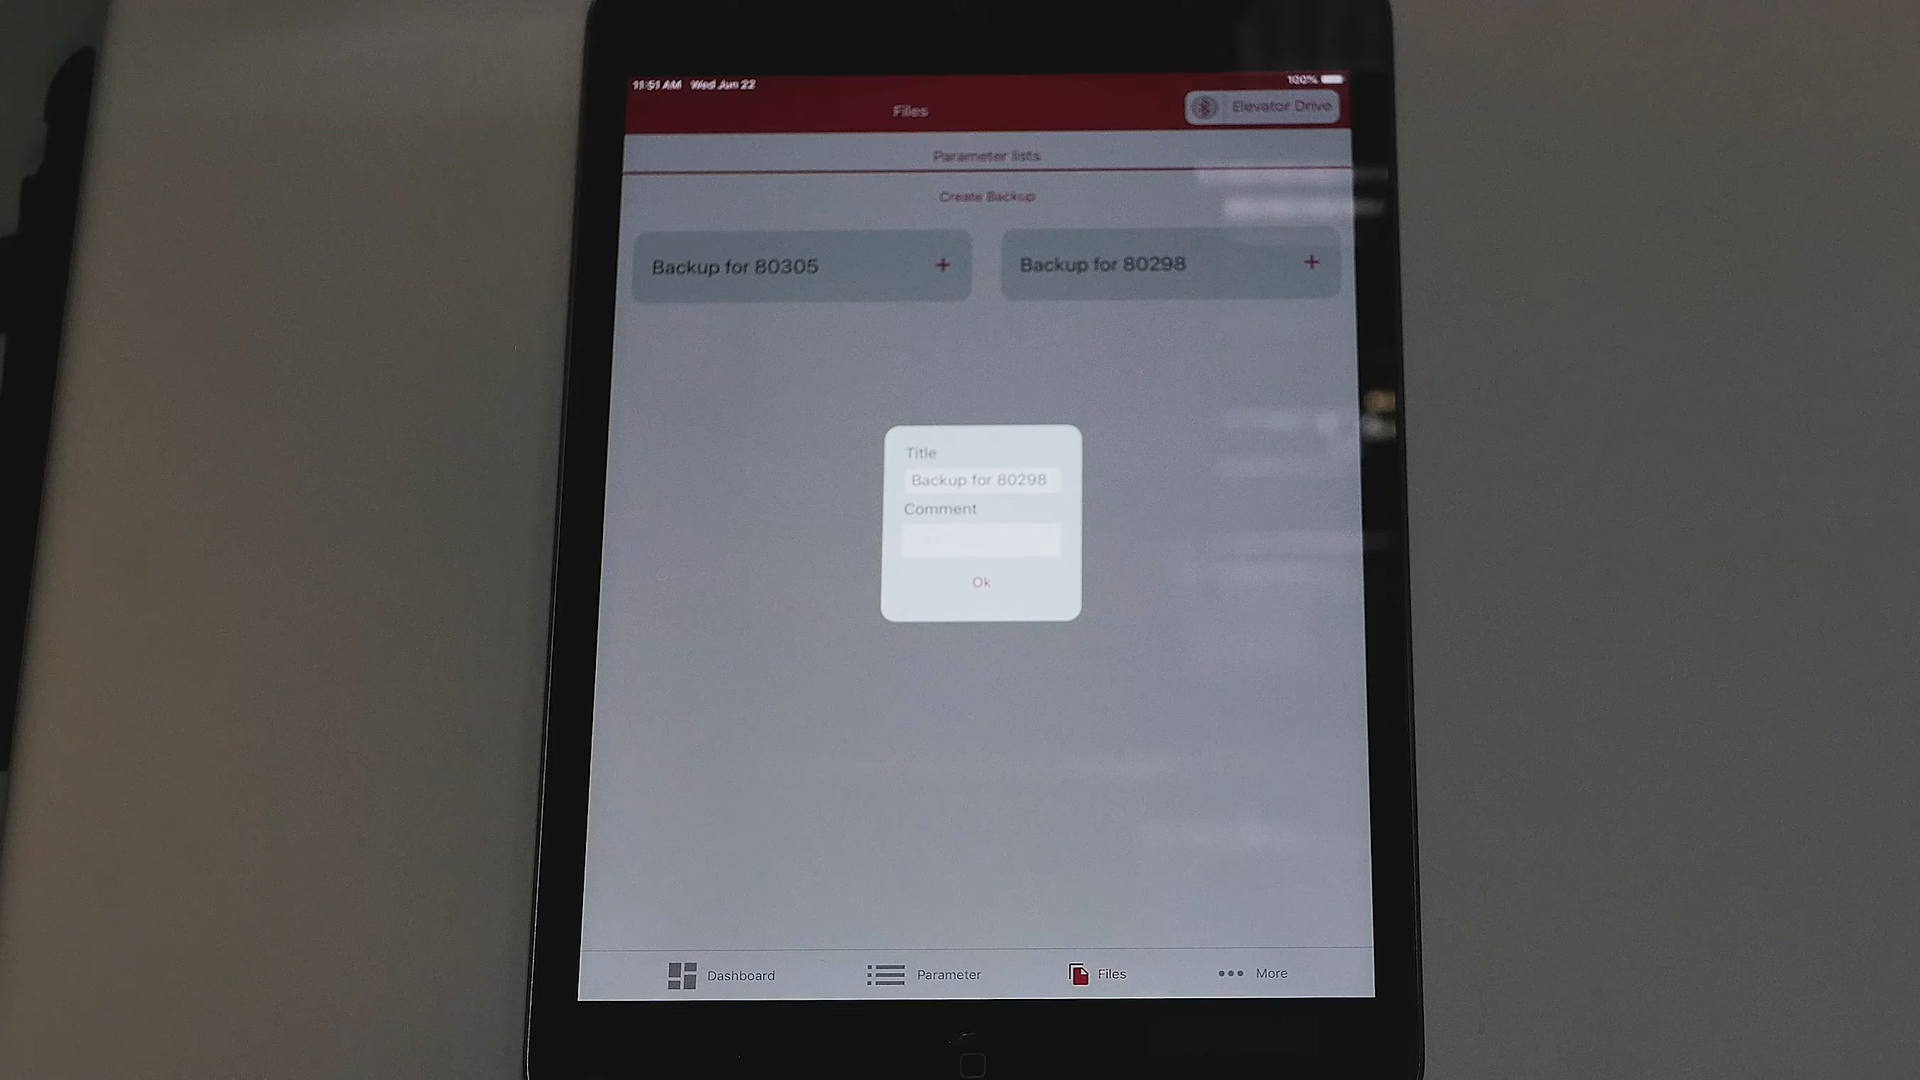 11:51 AM Wed Jun 22
100%
Files
Elevator Drive
Parameter lists
Create Backup
Backup for 80305 +
Backup for 80298 +
Title
Backup for 80298
Comment
Ok
Dashboard
Parameter
Files
More